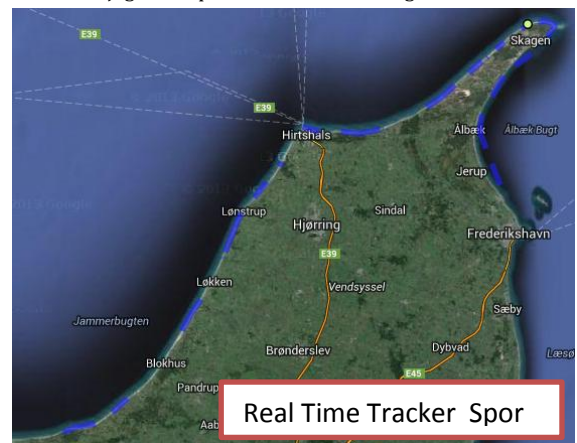 E39
Skagen
E39
Hirtshals
Ålbæk
Ålbæk Bugt
Jerup
Lønstrup
Hjørring
Sindal
Frederikshavn
E39
Løkken
Vendsyssel
Sæby
Jammerbugten
Brønderslev
Dybvad
Læsø
Blokhus
E45
Pandrup
Aab
Real Time Tracker Spor